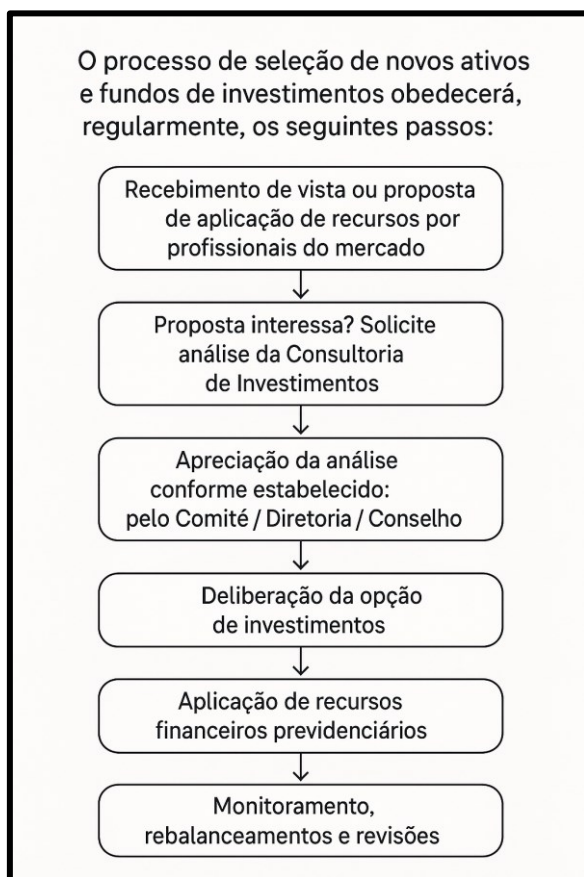 O processo de seleção de novos ativos
e fundos de investimentos obedecerá,
regularmente, os seguintes passos:
Recebimento de vista ou proposta
de aplicação de recursos por
profissionais do mercado
Proposta interessa? Solicite
análise da Consultoria
de Investimentos
Apreciação da análise
conforme estabelecido:
pelo Comité / Diretoria / Conselho
Deliberação da opção
de investimentos
Aplicação de recursos
financeiros previdenciários
Monitoramento,
rebalanceamentos e revisões